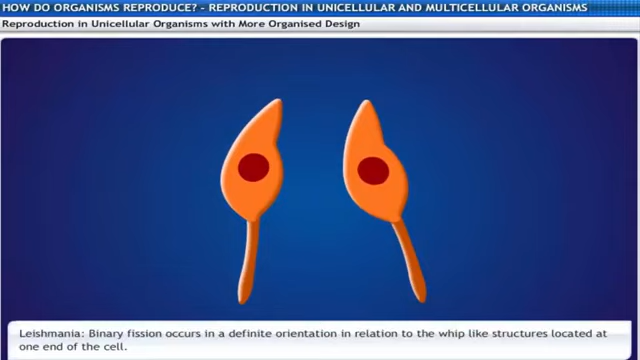 HOW DO ORGANISMS REPRODUCE? - REPRODUCTION IN UNICELLULAR AND MULTICELLULAR ORGANISMS
Reproduction in Unicellular Organisms with More Organised Design
Leishmania: Binary fission occurs in a definite orientation in relation to the whip like structures located at
one end of the cell.